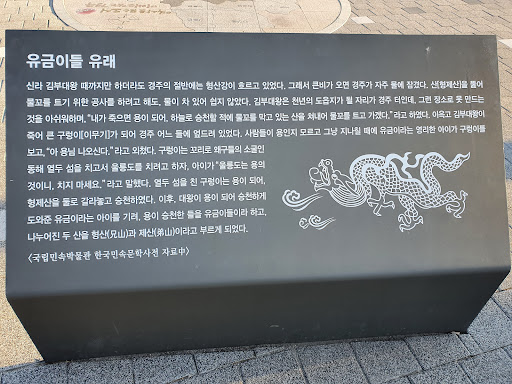 유금이들 유래
신라 김부대왕 때까지만 하더라도 경주의 절반에는 형산강이 흐르고 있었다. 그래서 큰비가 오면 경주가 자주 물에 잠겼다. 산(형제산)을 뚫어
물꼬를 트기 위한 공사를 하려고 해도, 물이 차 있어 쉽지 않았다. 김부대왕은 천년의 도읍지가 될 자리가 경주 터인데, 그런 장소로 못 만드는
것을 아쉬워하며, "내가 죽으면 용이 되어, 하늘로 승천할 적에 물꼬를 막고 있는 산을 쳐내어 물꼬를 트고 가겠다."라고 하였다. 이윽고 김부대왕이
죽어 큰 구렁이[이무기]가 되어 경주 어느 들에 엎드려 있었다. 사람들이 용인지 모르고 그냥 지나칠 때에 유금이라는 영리한 아이가 구렁이를
보고, "아 용님 나오신다."라고 외쳤다. 구렁이는 꼬리로 왜구들의 소굴인
동해 열두 섬을 치고서 울릉도를 치려고 하자, 아이가 "울릉도는 용의
것이니, 치지 마세요."라고 말했다. 열두 섬을 친 구렁이는 용이 되어,
형제산을 둘로 갈라놓고 승천하였다. 이후, 대왕이 용이 되어 승천하게
도와준 유금이라는 아이를 기려, 용이 승천한 들을 유금이들이라 하고,
나누어진 두 산을 형산(兄山)과 제산(弟山)이라고 부르게 되었다.
<국립민속박물관 한국민속문학사전 자료中>